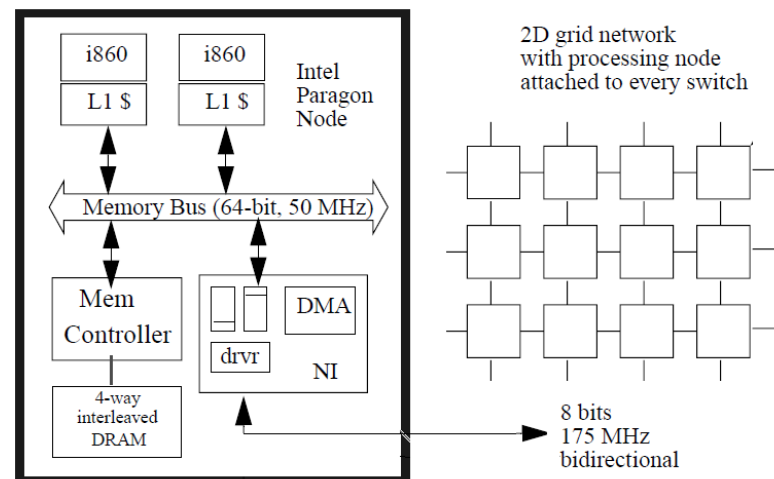 i860
i860
L1 $
L1 $
Intel
Paragon
Node
Memory Bus (64-bit, 50 MHz)
Mem
Controller
4-way
interleaved
DRAM
DMA
drvr
NI
2D grid network
with processing node
attached to every switch
8 bits
175 MHz
bidirectional